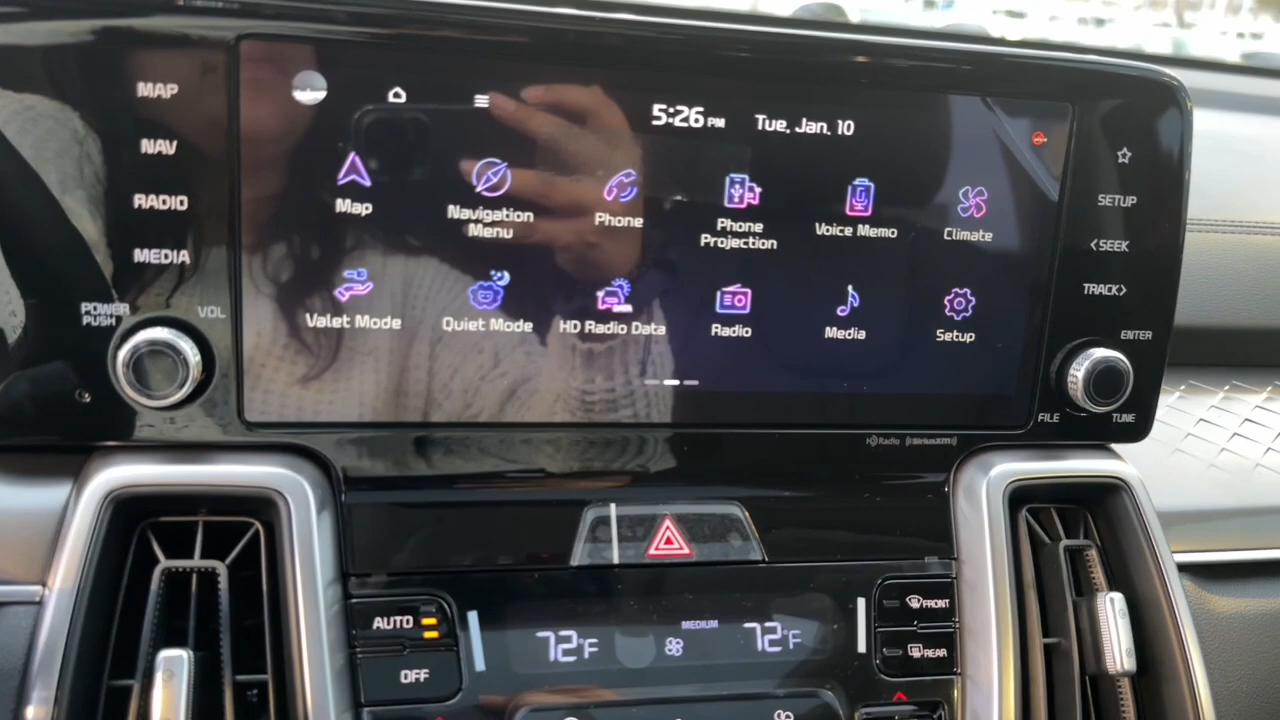 MAP
NAV
RADIO
MEDIA
POWER
PUSH
VOL
5:26 PM Tue, Jan. 10
Map
Navigation
Menu
Phone
Phone
Projection
Voice Memo
Climate
Valet Mode
Quiet Mode
HD Radio Data
Radio
Media
Setup
SETUP
<SEEK
TRACK>
ENTER
FILE
TUNE
HD Radio ((SiriusXM))
AUTO
OFF
72°F
MEDIUM
72°F
FRONT
REAR